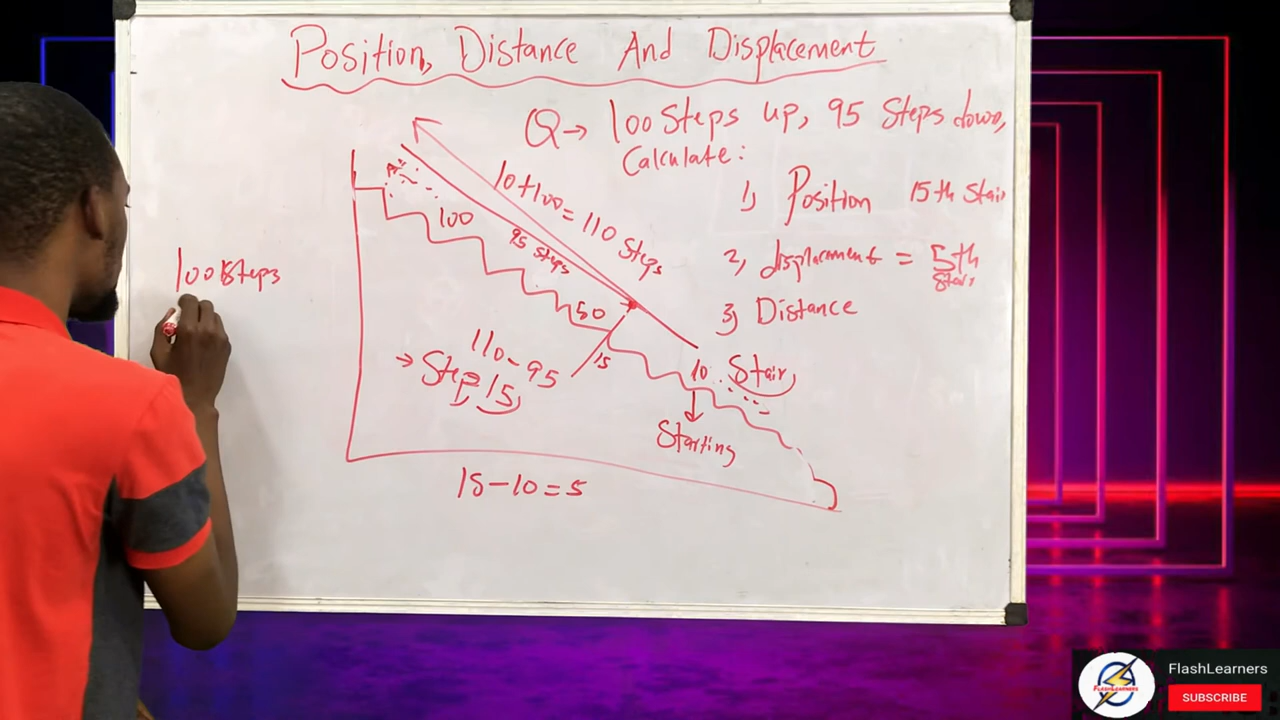 Position, Distance And Displacement
Q→ 100 Steps up, 95 Steps down,
Calculate:
1, Position 15th Stair
2, displacement = 5th
Stair
3, Distance
10+100 = 110 Steps
100
95 Steps
100 Steps
50
15
110-95
→ Step 15
10 Stair
Starting
15-10=5
FlashLearners
FLASHLEARNERS
SUBSCRIBE